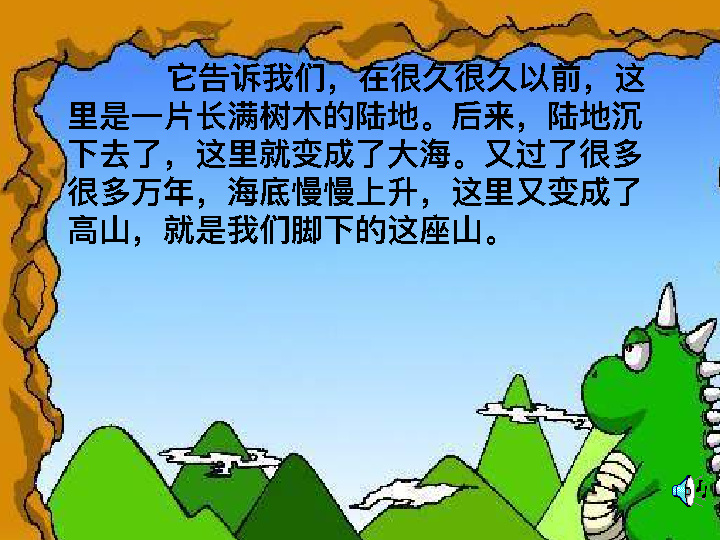 它告诉我们，在很久很久以前，这
里是一片长满树木的陆地。后来，陆地沉
下去了，这里就变成了大海。又过了很多
很多万年，海底慢慢上升，这里又变成了
高山，就是我们脚下的这座山。